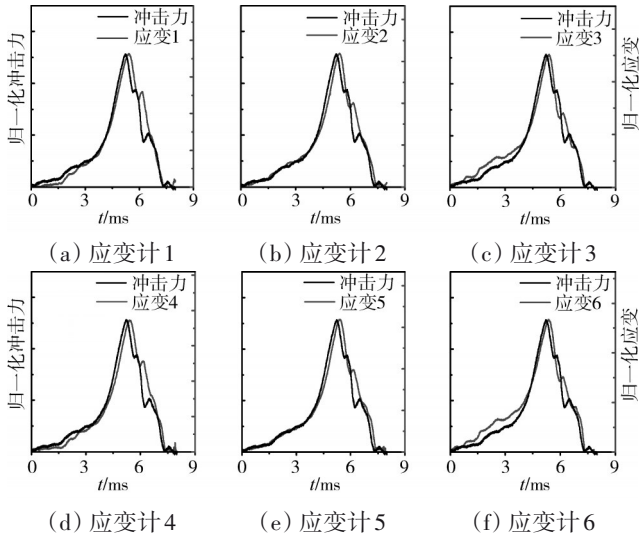 冲击力 冲击力 冲击力
应变1 应变2 应变3
归一化冲击力
归一化应变
0 3 6 9 0 3 6 9 0 3 6 9
t/ms t/ms t/ms
(a) 应变计1 (b) 应变计2 (c) 应变计3
冲击力 冲击力 冲击力
应变4 应变5 应变6
归一化冲击力
归一化应变
0 3 6 9 0 3 6 9 0 3 6 9
t/ms t/ms t/ms
(d) 应变计4 (e) 应变计5 (f) 应变计6